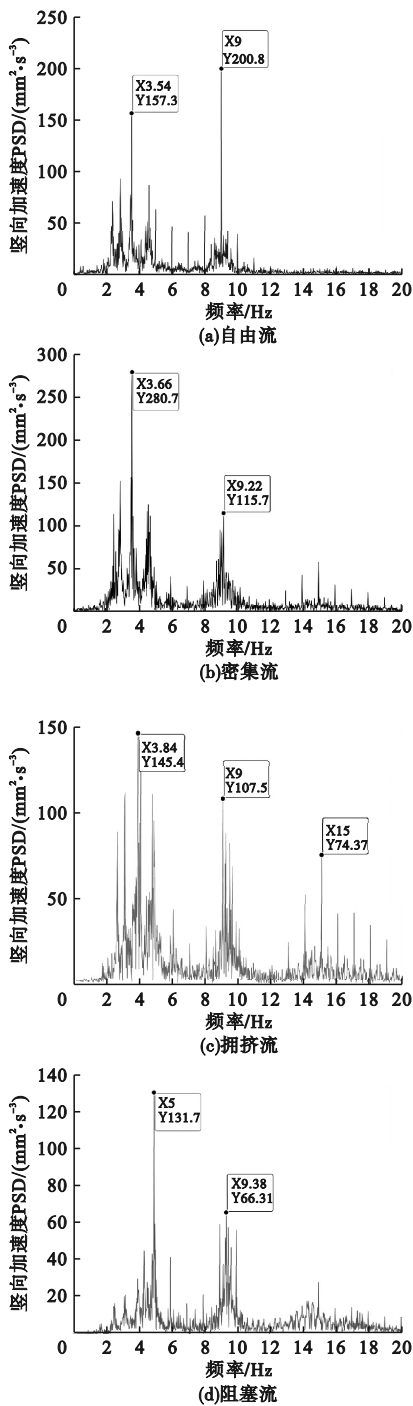 250
200
150
100
50
X3.54
Y157.3
X9
Y200.8
竖向加速度PSD/(mm²•s⁻³)
0 2 4 6 8 10 12 14 16 18 20
频率/Hz
(a)自由流
300
250
200
150
100
50
X3.66
Y280.7
X9.22
Y115.7
竖向加速度PSD/(mm²•s⁻³)
0 2 4 6 8 10 12 14 16 18 20
频率/Hz
(b)密集流
150
100
50
X3.84
Y145.4
X9
Y107.5
X15
Y74.37
竖向加速度PSD/(mm²•s⁻³)
0 2 4 6 8 10 12 14 16 18 20
频率/Hz
(c)拥挤流
140
120
100
80
60
40
20
X5
Y131.7
X9.38
Y66.31
竖向加速度PSD/(mm²•s⁻³)
0 2 4 6 8 10 12 14 16 18 20
频率/Hz
(d)阻塞流